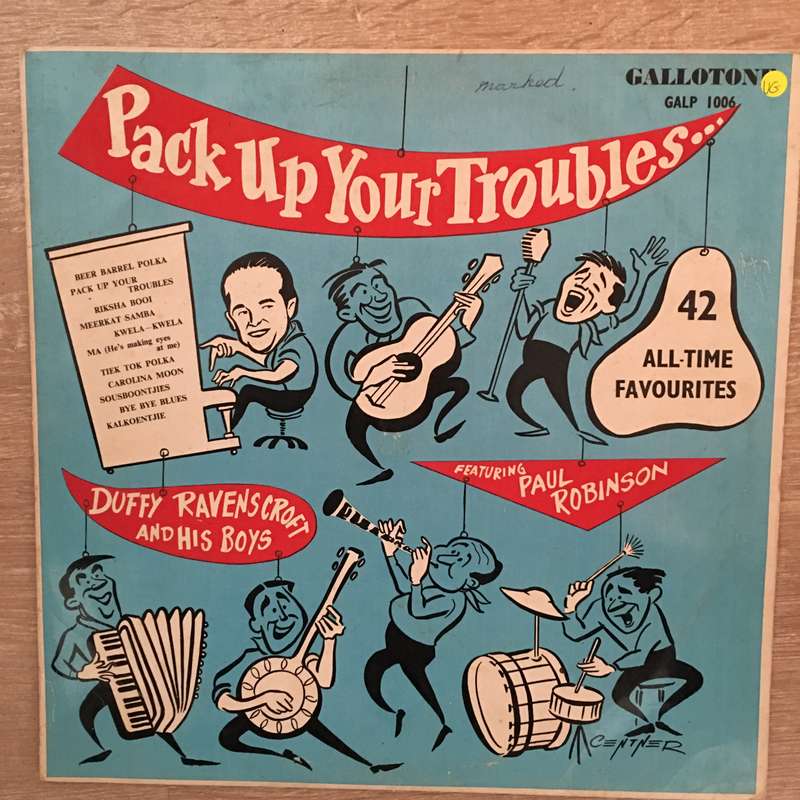 marked.
GALLOTONE
GALP 1006
VG
Pack Up Your Troubles...
BEER BARREL POLKA
PACK UP YOUR
TROUBLES
RIKSHA BOOI
MEERKAT SAMBA
KWELA-KWELA
MA (He's making eyes
at me)
TIEK TOK POLKA
CAROLINA MOON
SOUSBOONTJIES
BYE BYE BLUES
KALKOENTJIE
42
ALL-TIME
FAVOURITES
DUFFY RAVENSCROFT
AND HIS BOYS
FEATURING PAUL
ROBINSON
CENTNER